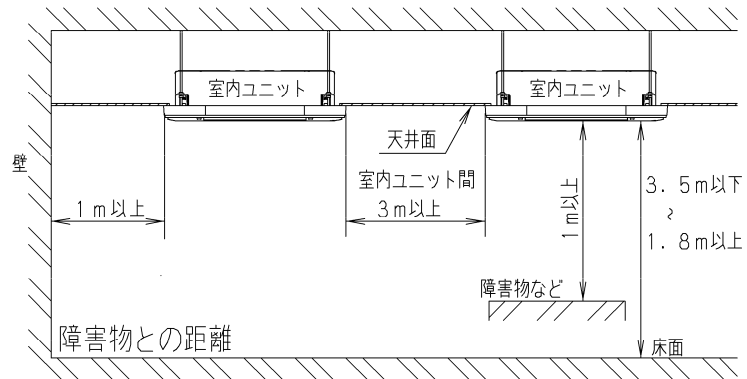 室内ユニット
室内ユニット
天井面
壁
室内ユニット間
1m以上
3m以上
1m以上
3.5m以下
~
1.8m以上
障害物など
障害物との距離
床面